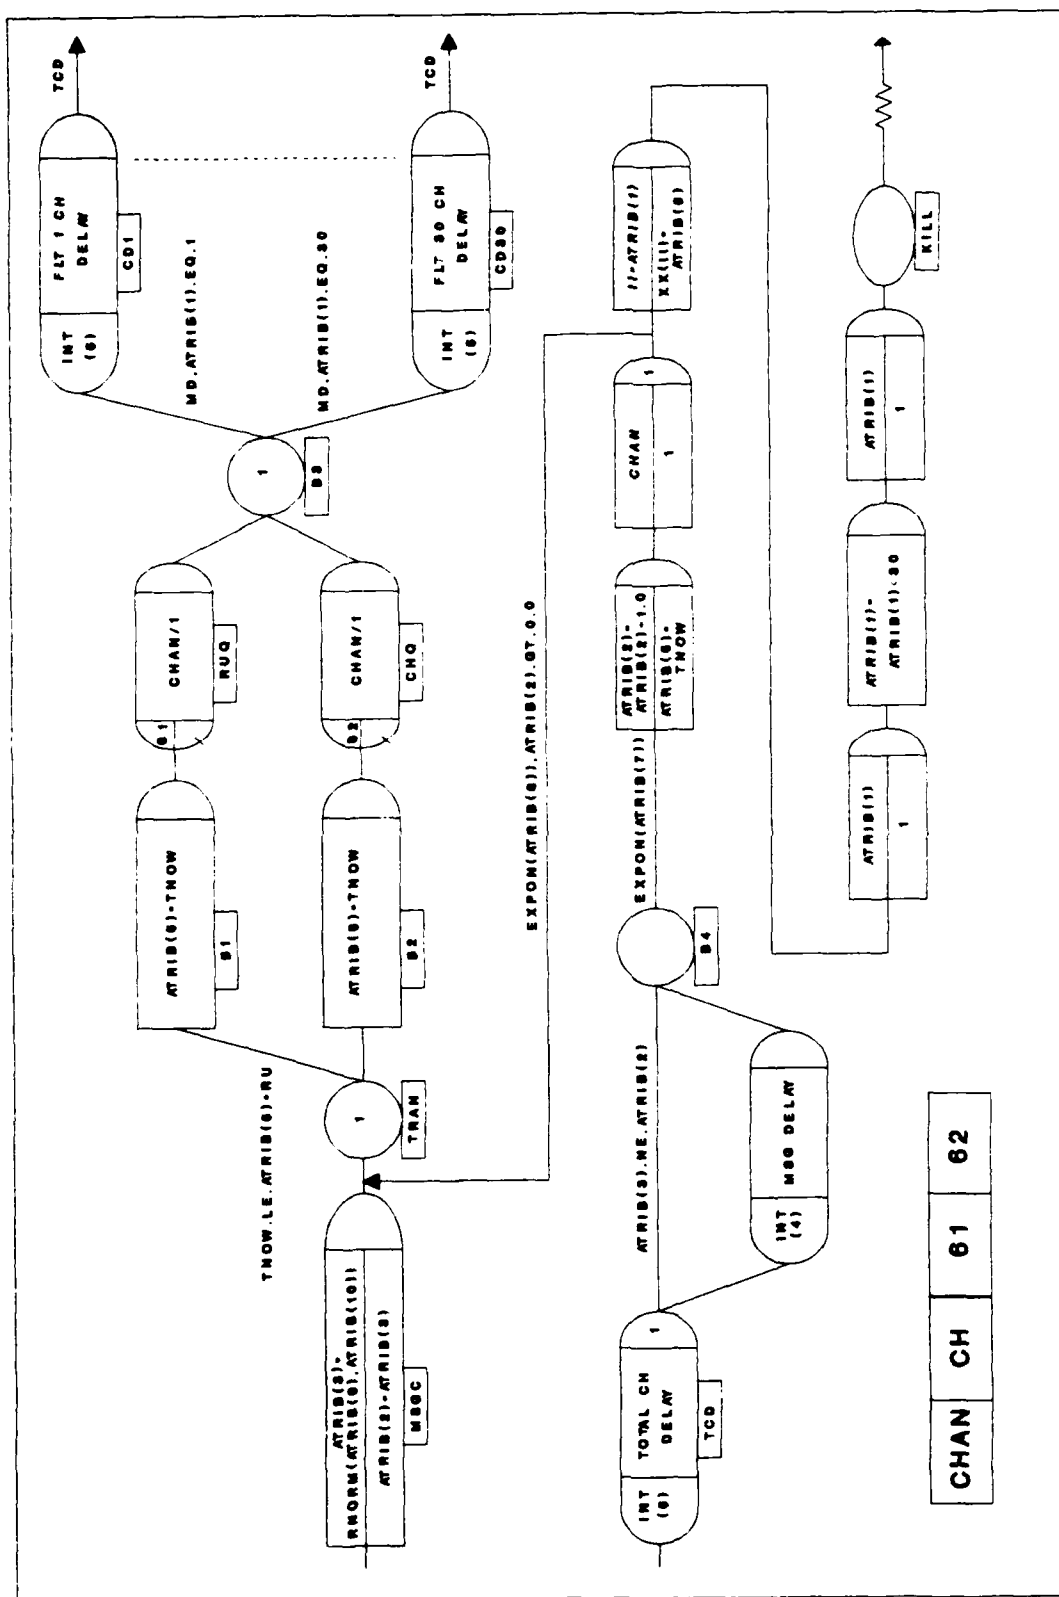 TNOW.LE.ATRIB(6)+RU
ATRIB(6)=TNOW
B1
61
CHAN/1
RUQ
INT
(6)
FLT 1 CH
DELAY
CD1
TCD
MD.ATRIB(1).EQ.1
ATRIB(3)=
RNORM(ATRIB(9),ATRIB(10))
ATRIB(2)=ATRIB(3)
MSGC
1
TRAN
ATRIB(6)=TNOW
B2
62
CHAN/1
CHQ
1
B3
MD.ATRIB(1).EQ.30
INT
(6)
FLT 30 CH
DELAY
CD30
TCD
EXPON(ATRIB(8)),ATRIB(2).GT.0.0
INT
(6)
TOTAL CH
DELAY
1
TCD
ATRIB(3).NE.ATRIB(2)
INT
(4)
MSG DELAY
B4
EXPON(ATRIB(7))
ATRIB(2)=
ATRIB(2)-1.0
ATRIB(6)=
TNOW
CHAN
1
1
II=ATRIB(1)
XX(II)=
ATRIB(8)
ATRIB(1)
1
ATRIB(1)=
ATRIB(1)+30
ATRIB(1)
1
KILL
CHAN
CH
61
62